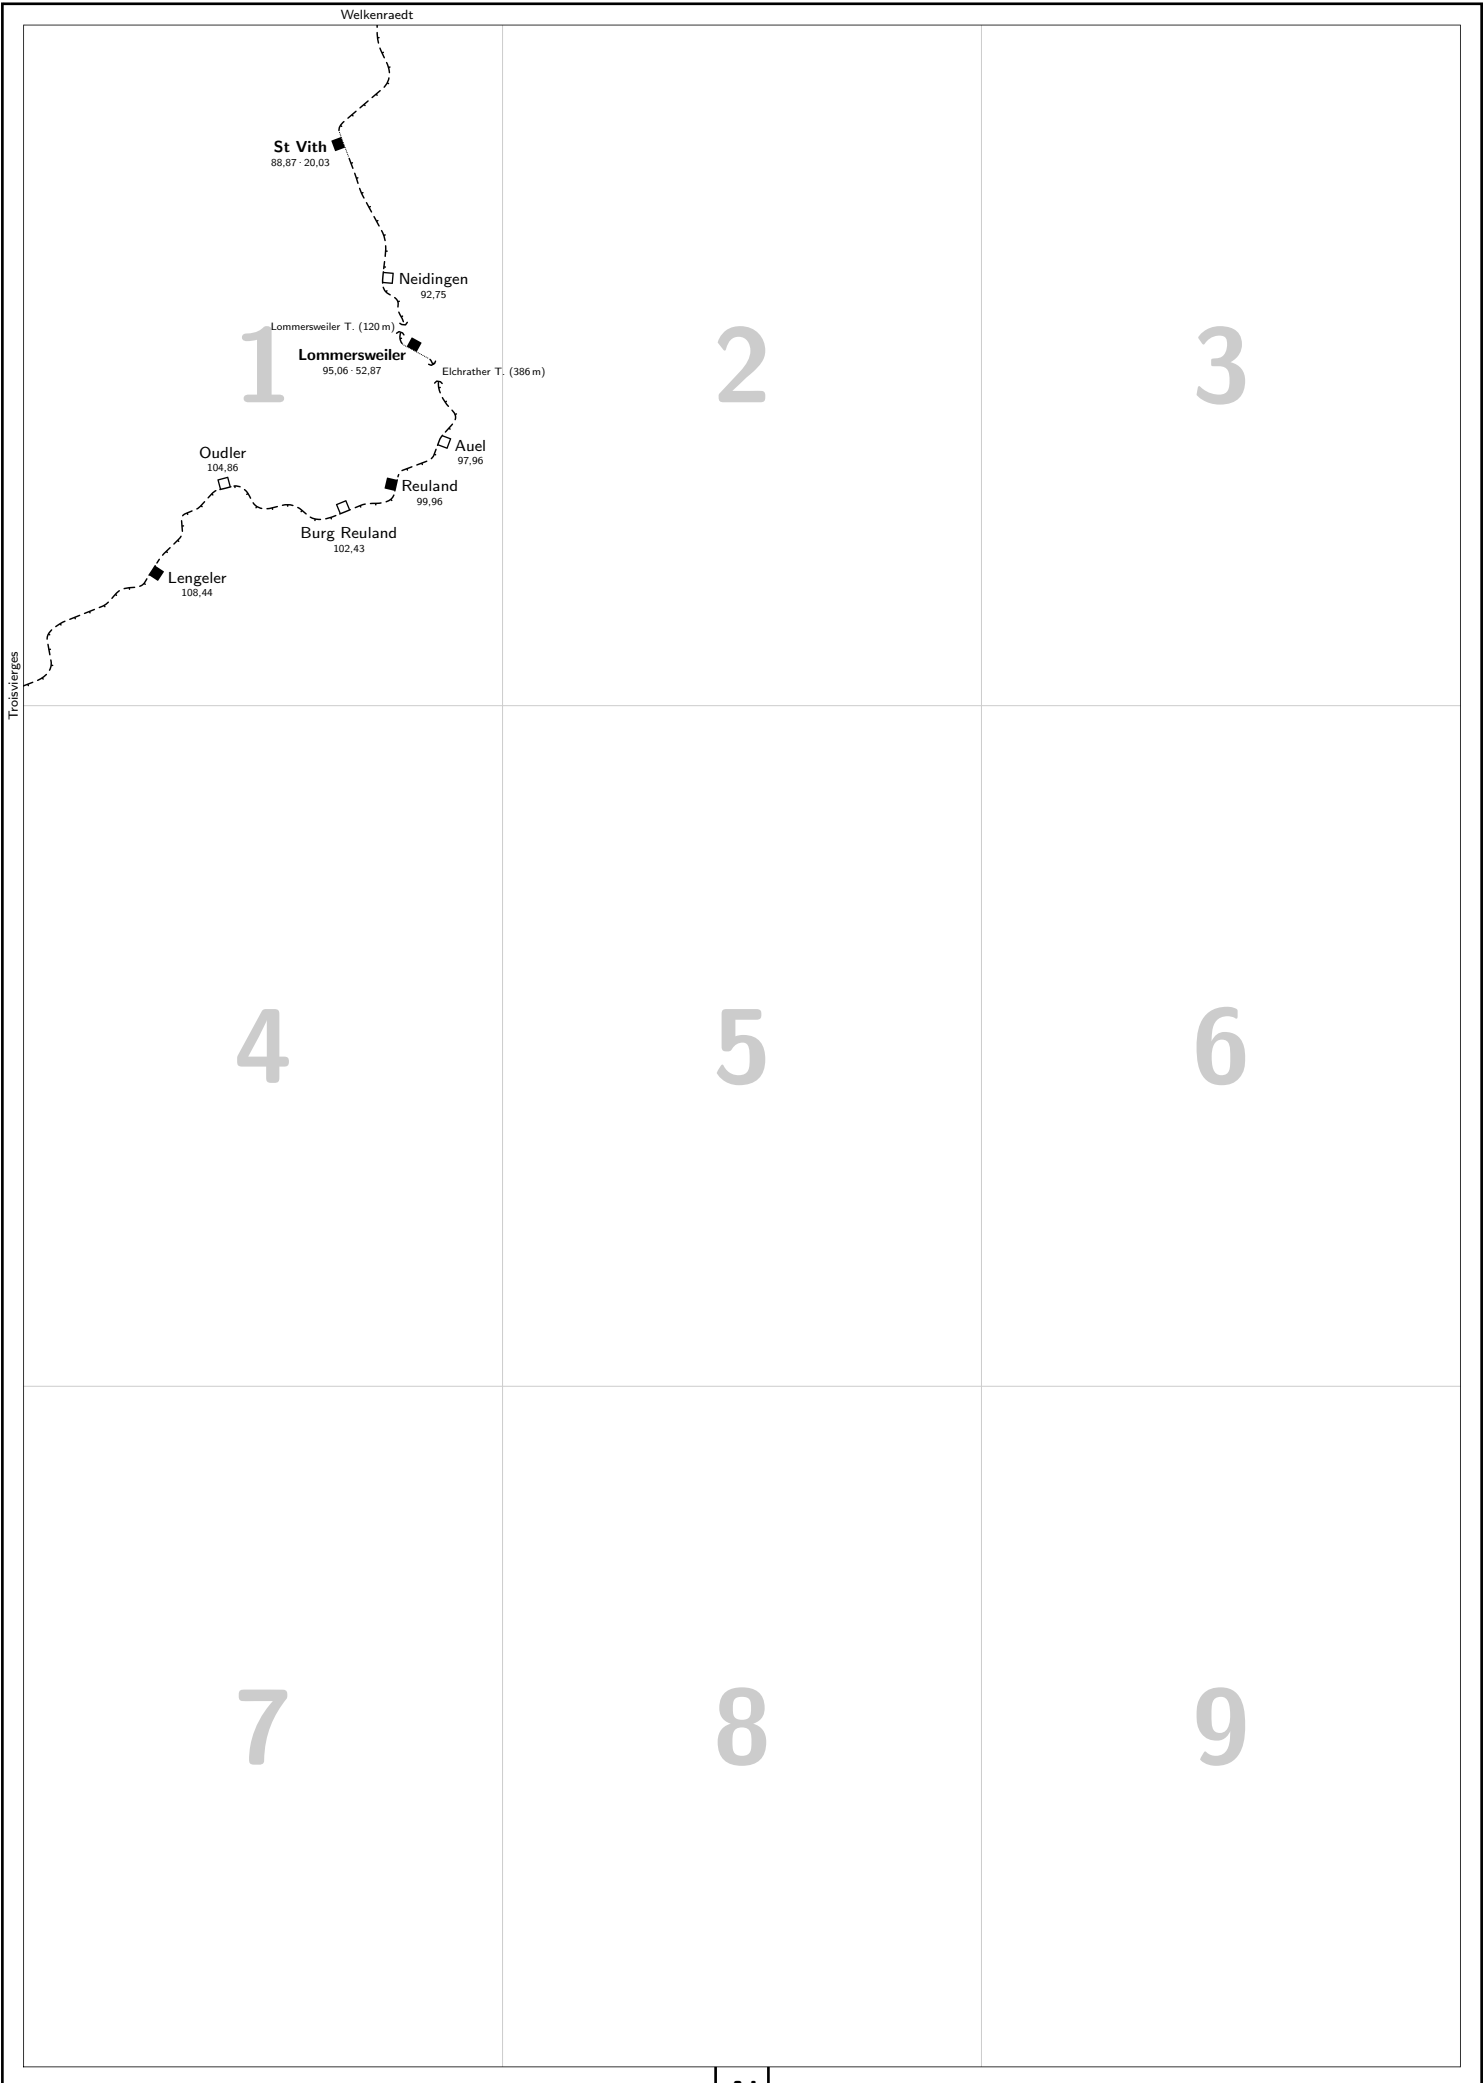 Welkenraedt
St Vith
88,87 · 20,03
Neidingen
92,75
1
2
3
Lommersweiler T. (120 m)
Lommersweiler
95,06 · 52,87
Elchrather T. (386 m)
Auel
97,96
Oudler
104,86
Reuland
99,96
Burg Reuland
102,43
Lengeler
108,44
Troisvierges
4
5
6
7
8
9